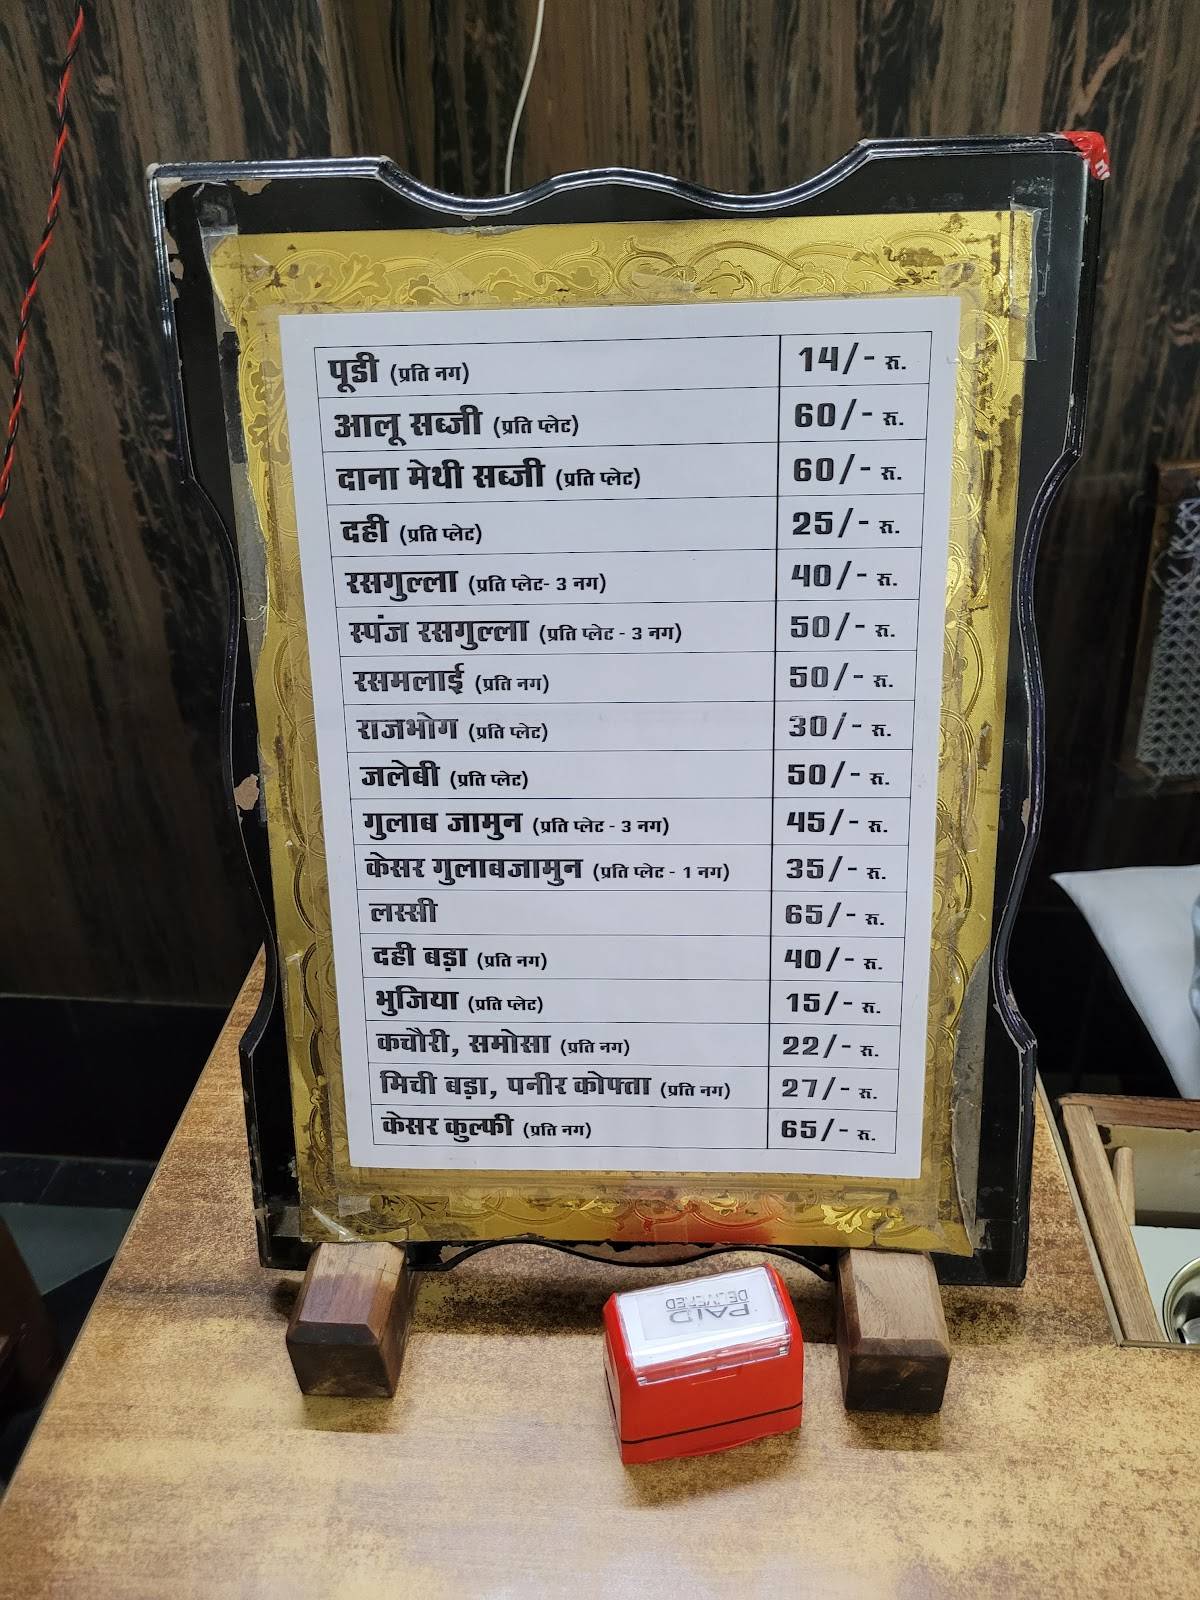 पूडी (प्रति नग) 14/- रु.
आलू सब्जी (प्रति प्लेट) 60/- रु.
दाना मेथी सब्जी (प्रति प्लेट) 60/- रु.
दही (प्रति प्लेट) 25/- रु.
रसगुल्ला (प्रति प्लेट- 3 नग) 40/- रु.
स्पंज रसगुल्ला (प्रति प्लेट - 3 नग) 50/- रु.
रसमलाई (प्रति नग) 50/- रु.
राजभोग (प्रति प्लेट) 30/- रु.
जलेबी (प्रति प्लेट) 50/- रु.
गुलाब जामुन (प्रति प्लेट - 3 नग) 45/- रु.
केसर गुलाबजामुन (प्रति प्लेट - 1 नग) 35/- रु.
लस्सी 65/- रु.
दही बड़ा (प्रति नग) 40/- रु.
भुजिया (प्रति प्लेट) 15/- रु.
कचौरी, समोसा (प्रति नग) 22/- रु.
मिर्ची बड़ा, पनीर कोफ्ता (प्रति नग) 27/- रु.
केसर कुल्फी (प्रति नग) 65/- रु.
PAID
DELIVERED